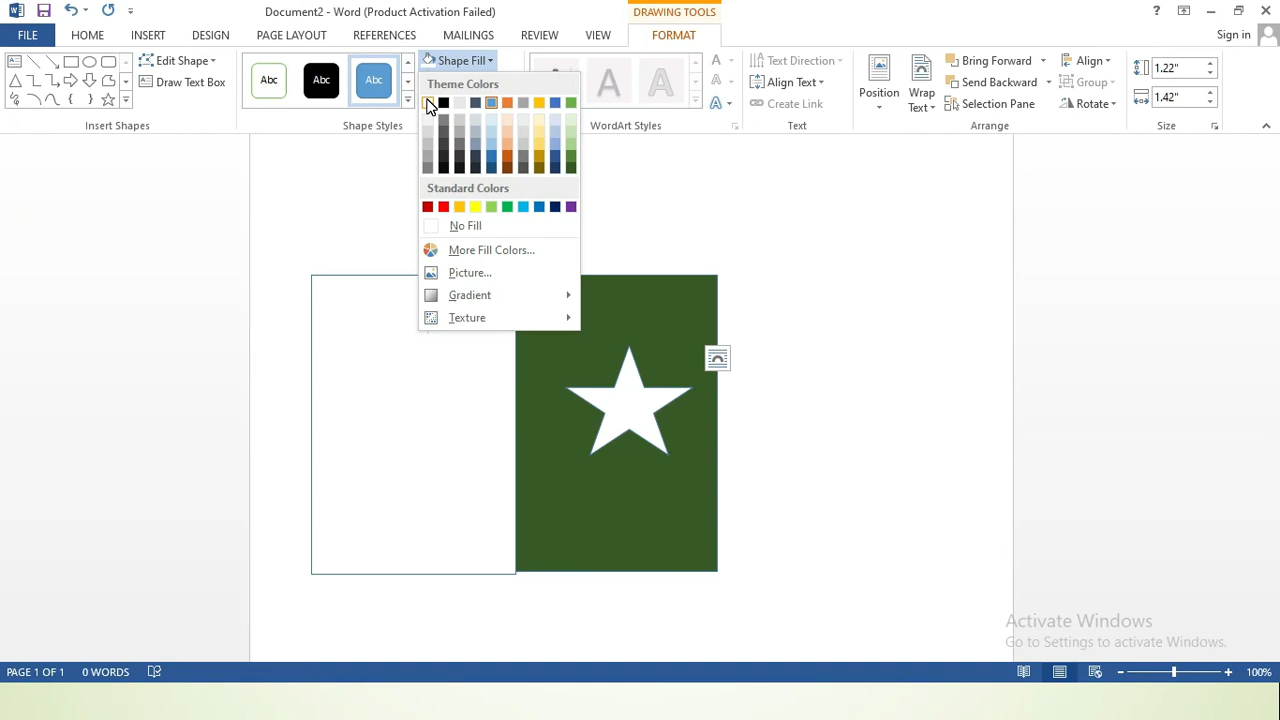 Document2 - Word (Product Activation Failed)
DRAWING TOOLS
?
FILE HOME INSERT DESIGN PAGE LAYOUT REFERENCES MAILINGS REVIEW VIEW FORMAT Sign in
Edit Shape
Draw Text Box
Insert Shapes
Abc Abc Abc
Shape Styles
Shape Fill
A A
WordArt Styles
Text Direction
Align Text
Create Link
Text
Position
Wrap
Text
Bring Forward
Send Backward
Selection Pane
Align
Group
Rotate
Arrange
1.22"
1.42"
Size
Theme Colors
Standard Colors
No Fill
More Fill Colors...
Picture...
Gradient
Texture
Activate Windows
Go to Settings to activate Windows.
PAGE 1 OF 1 0 WORDS 100%